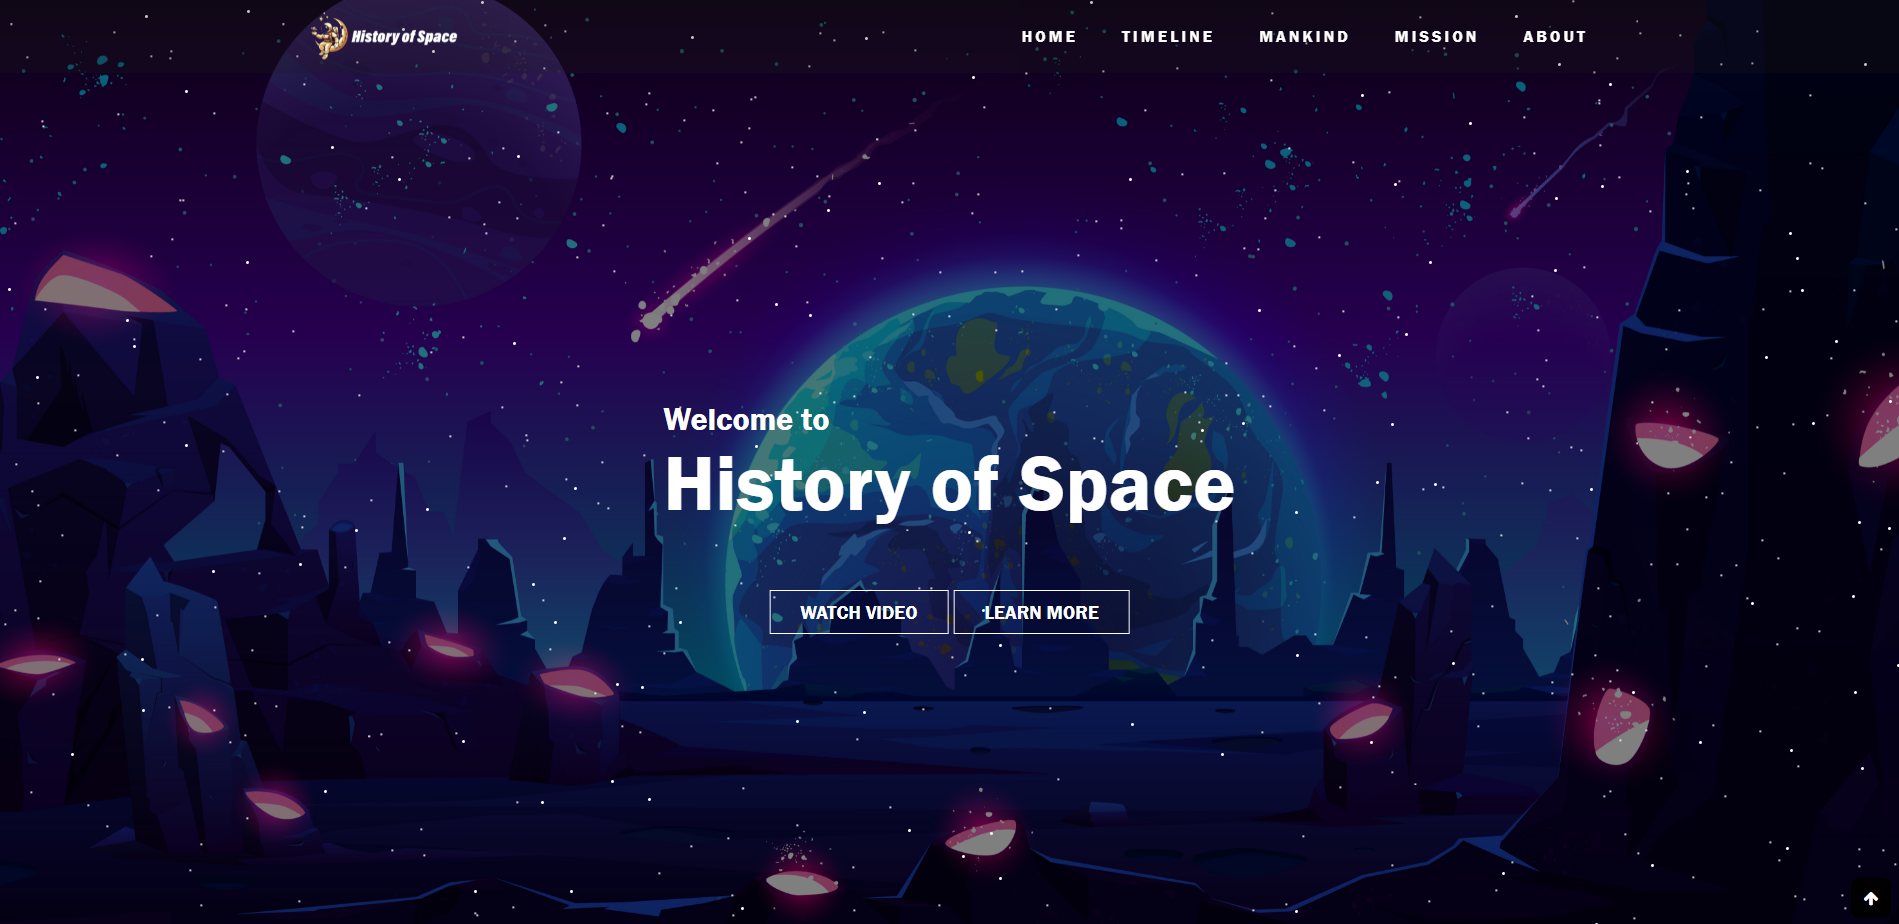 History of Space
HOME TIMELINE MANKIND MISSION ABOUT
Welcome to
History of Space
WATCH VIDEO LEARN MORE